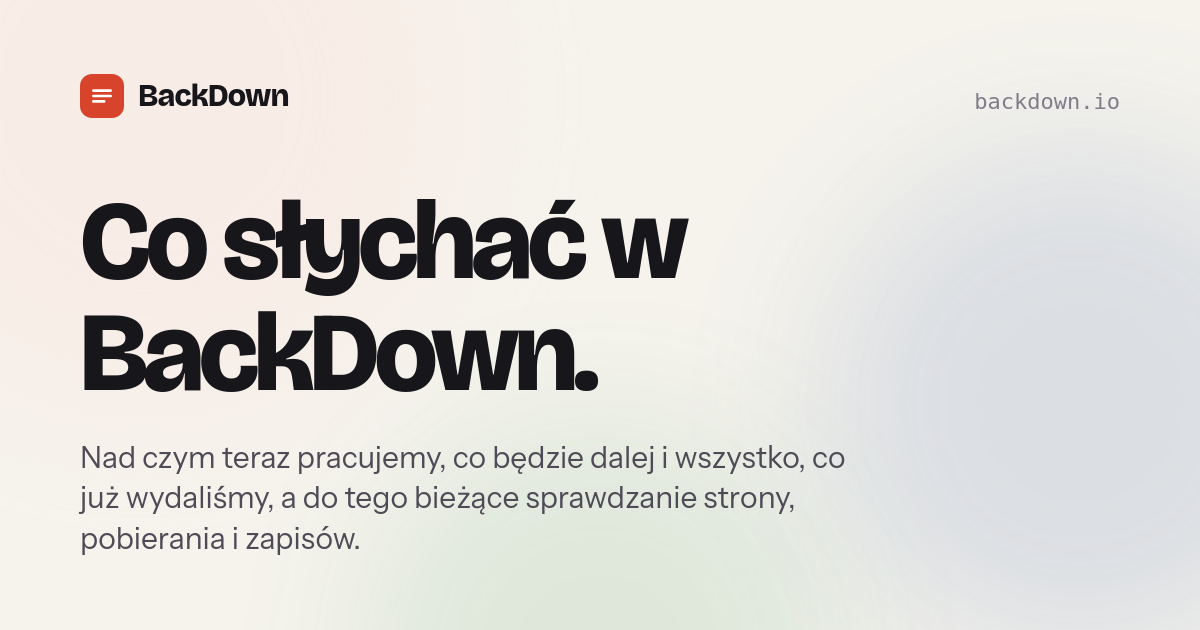 BackDown
backdown.io
Co słychać w
BackDown.
Nad czym teraz pracujemy, co będzie dalej i wszystko, co
już wydaliśmy, a do tego bieżące sprawdzanie strony,
pobierania i zapisów.